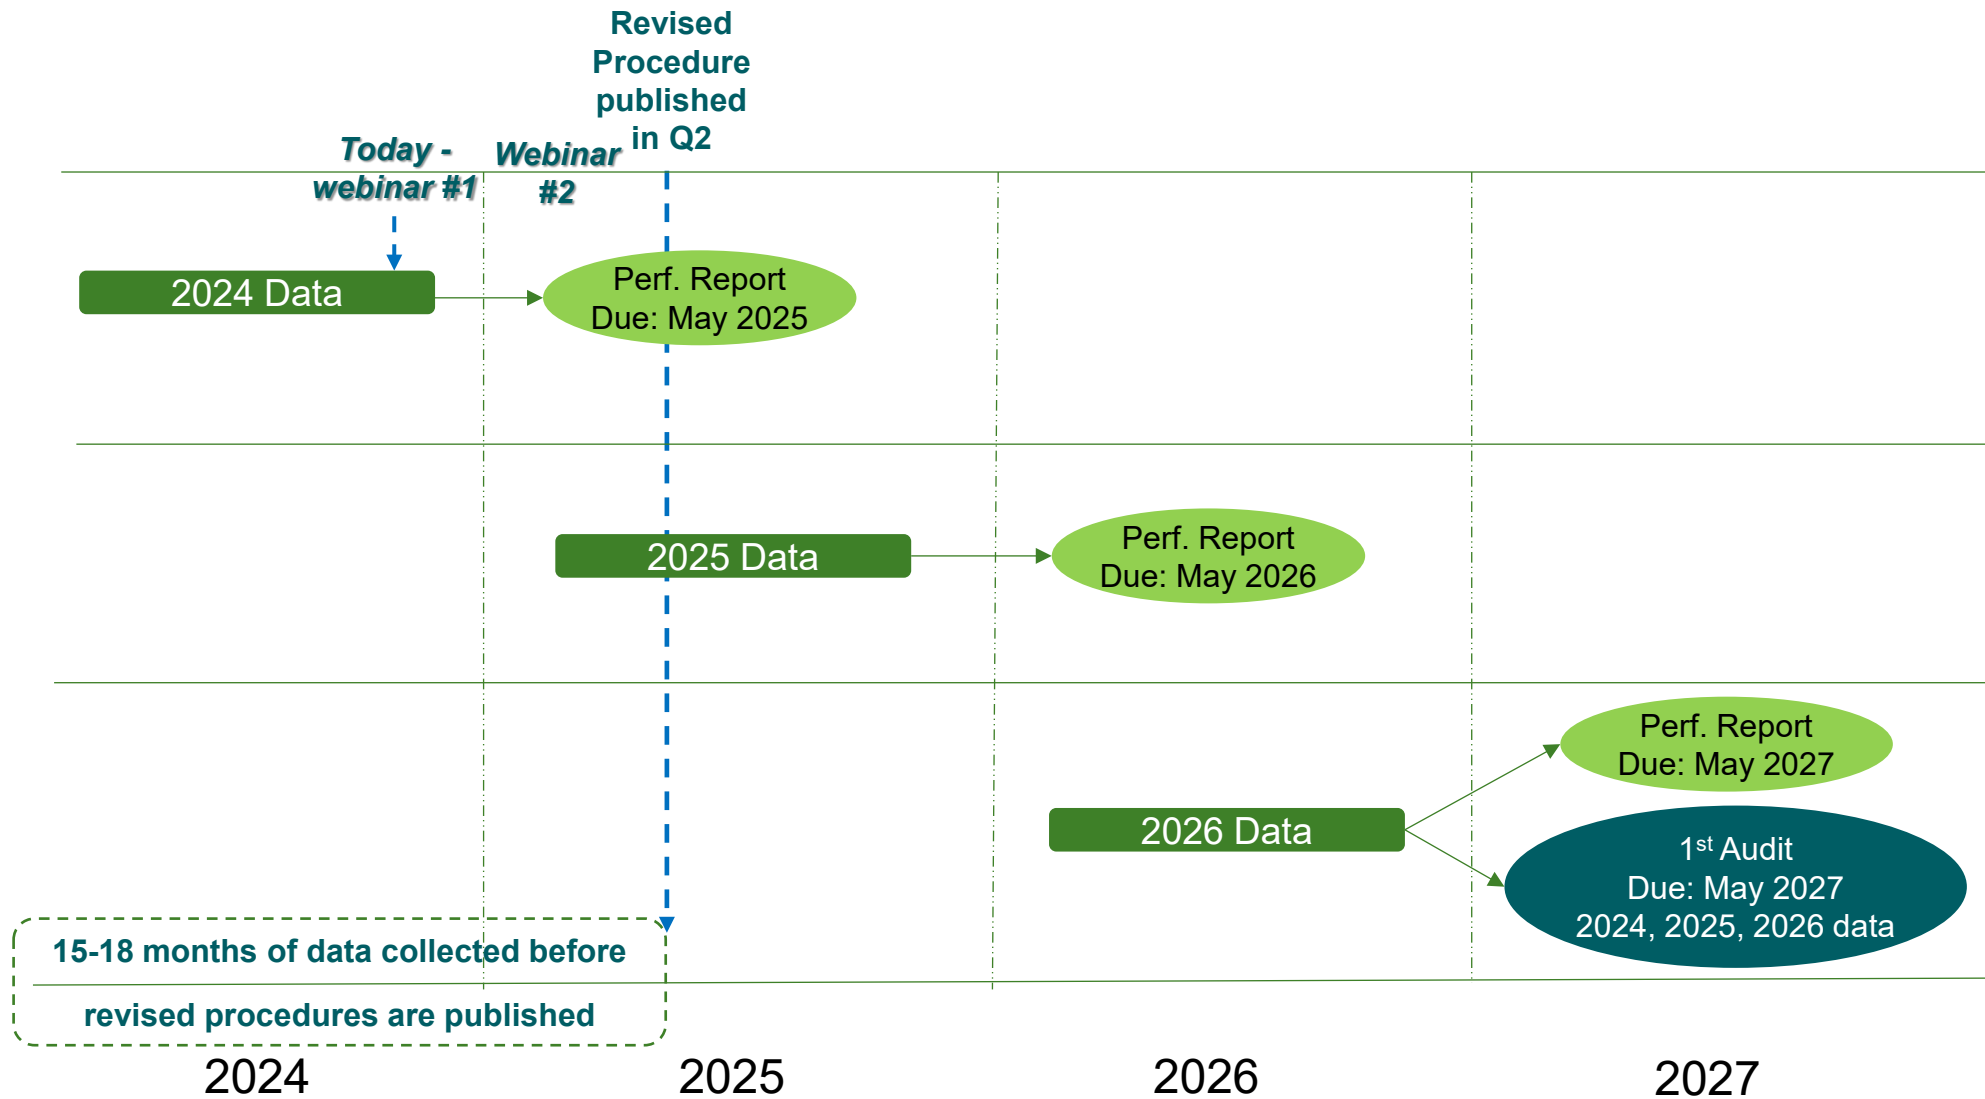 Revised
Procedure
published
in Q2
Today -
webinar #1
Webinar
#2
2024 Data
Perf. Report
Due: May 2025
2025 Data
Perf. Report
Due: May 2026
Perf. Report
Due: May 2027
2026 Data
1st Audit
Due: May 2027
2024, 2025, 2026 data
15-18 months of data collected before
revised procedures are published
2024
2025
2026
2027